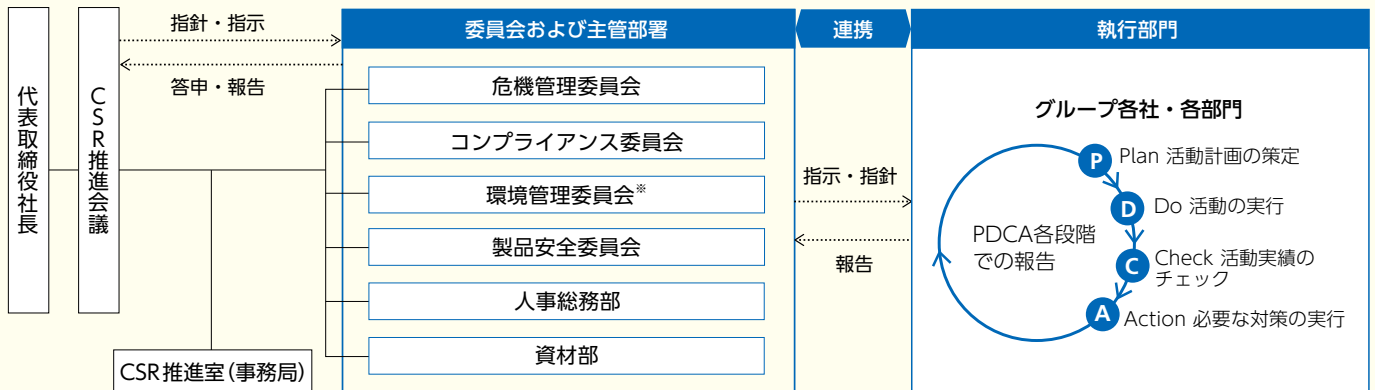 代表取締役社長
CSR推進会議
指針・指示
答申・報告
CSR推進室(事務局)
委員会および主管部署
危機管理委員会
コンプライアンス委員会
環境管理委員会※
製品安全委員会
人事総務部
資材部
連携
指示・指針
報告
執行部門
グループ各社・各部門
PDCA各段階
での報告
P Plan 活動計画の策定
D Do 活動の実行
C Check 活動実績の
チェック
A Action 必要な対策の実行